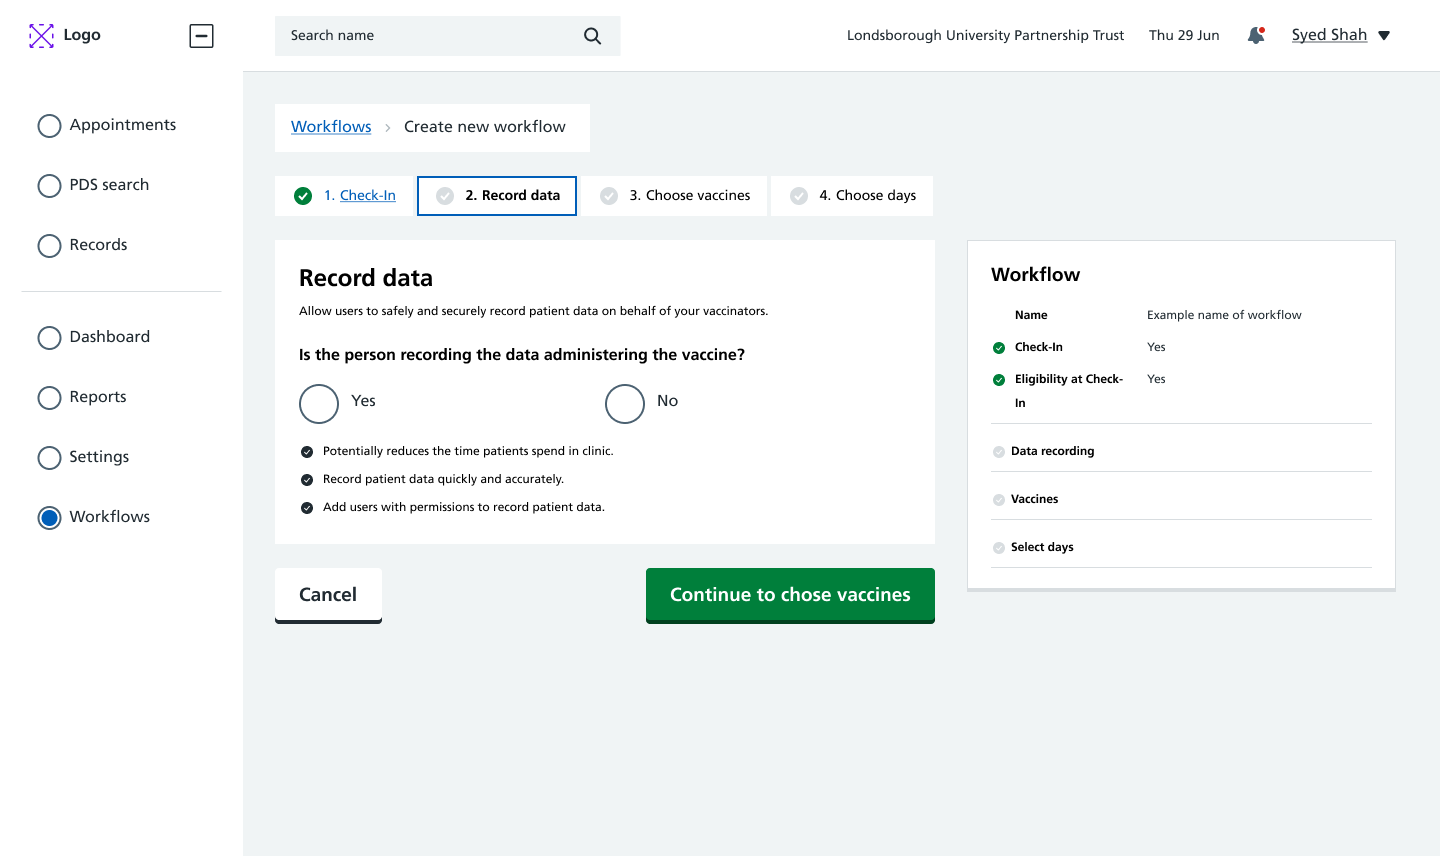 Logo
Search name
Londsborough University Partnership Trust
Thu 29 Jun
Syed Shah
Appointments
PDS search
Records
Dashboard
Reports
Settings
Workflows
Workflows > Create new workflow
1. Check-In
2. Record data
3. Choose vaccines
4. Choose days
Record data
Allow users to safely and securely record patient data on behalf of your vaccinators.
Is the person recording the data administering the vaccine?
Yes
No
Potentially reduces the time patients spend in clinic.
Record patient data quickly and accurately.
Add users with permissions to record patient data.
Cancel
Continue to chose vaccines
Workflow
Name Example name of workflow
Check-In Yes
Eligibility at Check- Yes
In
Data recording
Vaccines
Select days